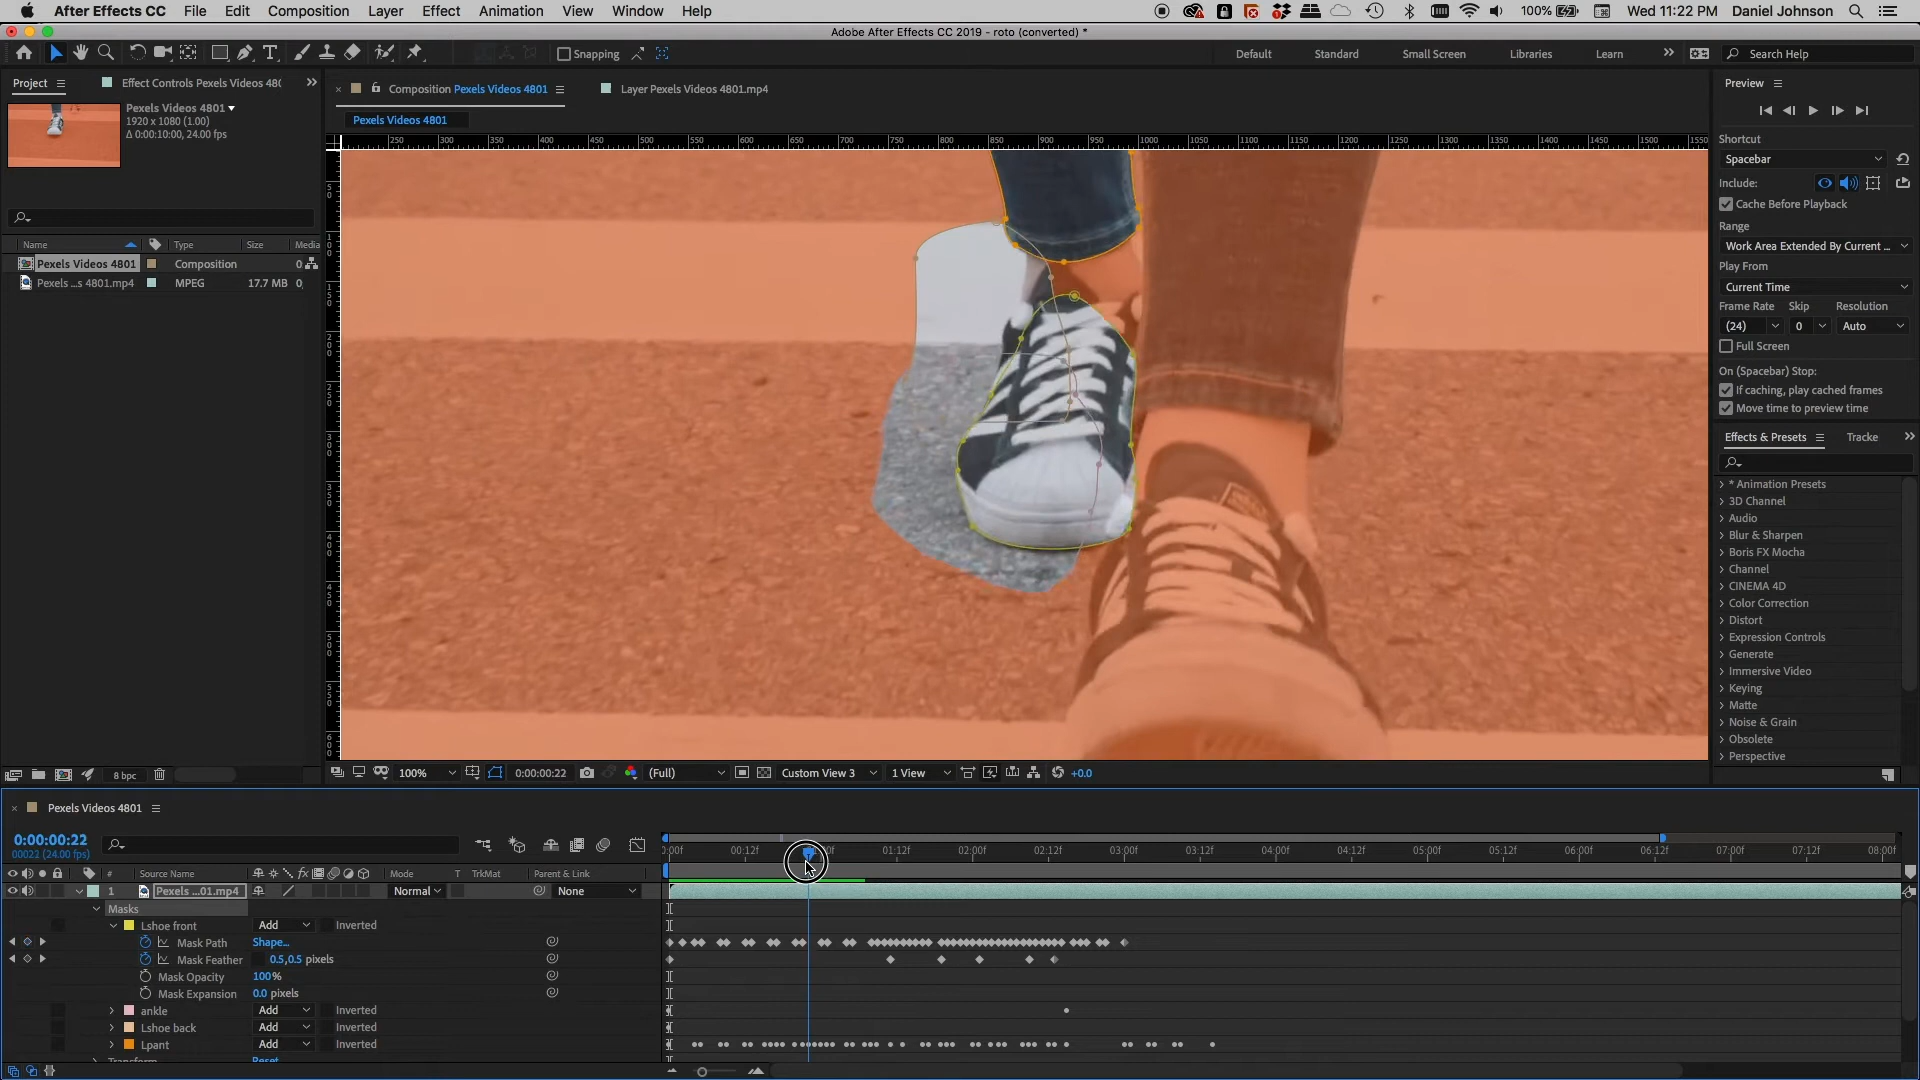 After Effects CC File Edit Composition Layer Effect Animation View Window Help 100% Wed 11:22 PM Daniel Johnson
Adobe After Effects CC 2019 - roto (converted) *
Snapping Default Standard Small Screen Libraries Learn Search Help
Project Effect Controls Pexels Videos 480
Pexels Videos 4801
1920 x 1080 (1.00)
Δ 0:00:10:00, 24.00 fps
Name Type Size Media
Pexels Videos 4801 Composition 0
Pexels ...s 4801.mp4 MPEG 17.7 MB 0
8 bpc
Composition Pexels Videos 4801 Layer Pexels Videos 4801.mp4
Pexels Videos 4801
250 300 350 400 450 500 550 600 650 700 750 800 850 900 950 1000 1050 1100 1150 1200 1250 1300 1350 1400 1450 1500 1550
50
100
150
200
250
300
350
400
450
500
550
600
100% 0:00:00:22 (Full) Custom View 3 1 View +0.0
Preview
Shortcut
Spacebar
Include:
Cache Before Playback
Range
Work Area Extended By Current ...
Play From
Current Time
Frame Rate Skip Resolution
(24) 0 Auto
Full Screen
On (Spacebar) Stop:
If caching, play cached frames
Move time to preview time
Effects & Presets Tracke
* Animation Presets
3D Channel
Audio
Blur & Sharpen
Boris FX Mocha
Channel
CINEMA 4D
Color Correction
Distort
Expression Controls
Generate
Immersive Video
Keying
Matte
Noise & Grain
Obsolete
Perspective
Pexels Videos 4801
0:00:00:22
00022 (24.00 fps)
# Source Name fx Mode T TrkMat Parent & Link
1 Pexels ...01.mp4 Normal None
Masks
Lshoe front Add Inverted
Mask Path Shape...
Mask Feather 0.5,0.5 pixels
Mask Opacity 100%
Mask Expansion 0.0 pixels
ankle Add Inverted
Lshoe back Add Inverted
Lpant Add Inverted
Transform Reset
:00f 00:12f 01:12f 02:00f 02:12f 03:00f 03:12f 04:00f 04:12f 05:00f 05:12f 06:00f 06:12f 07:00f 07:12f 08:00f